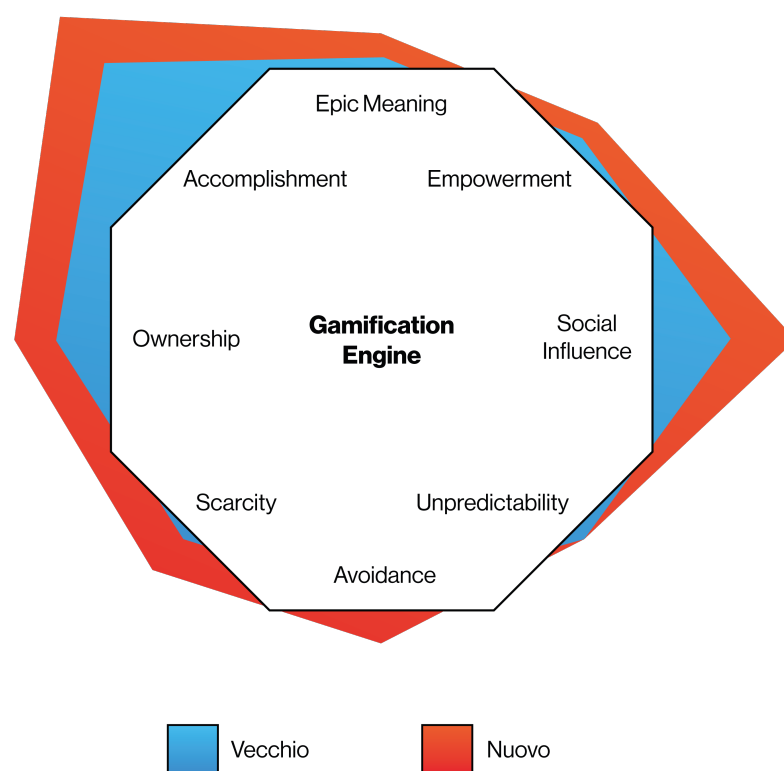 Epic Meaning
Accomplishment
Empowerment
Ownership
Gamification
Engine
Social
Influence
Scarcity
Unpredictability
Avoidance
Vecchio
Nuovo